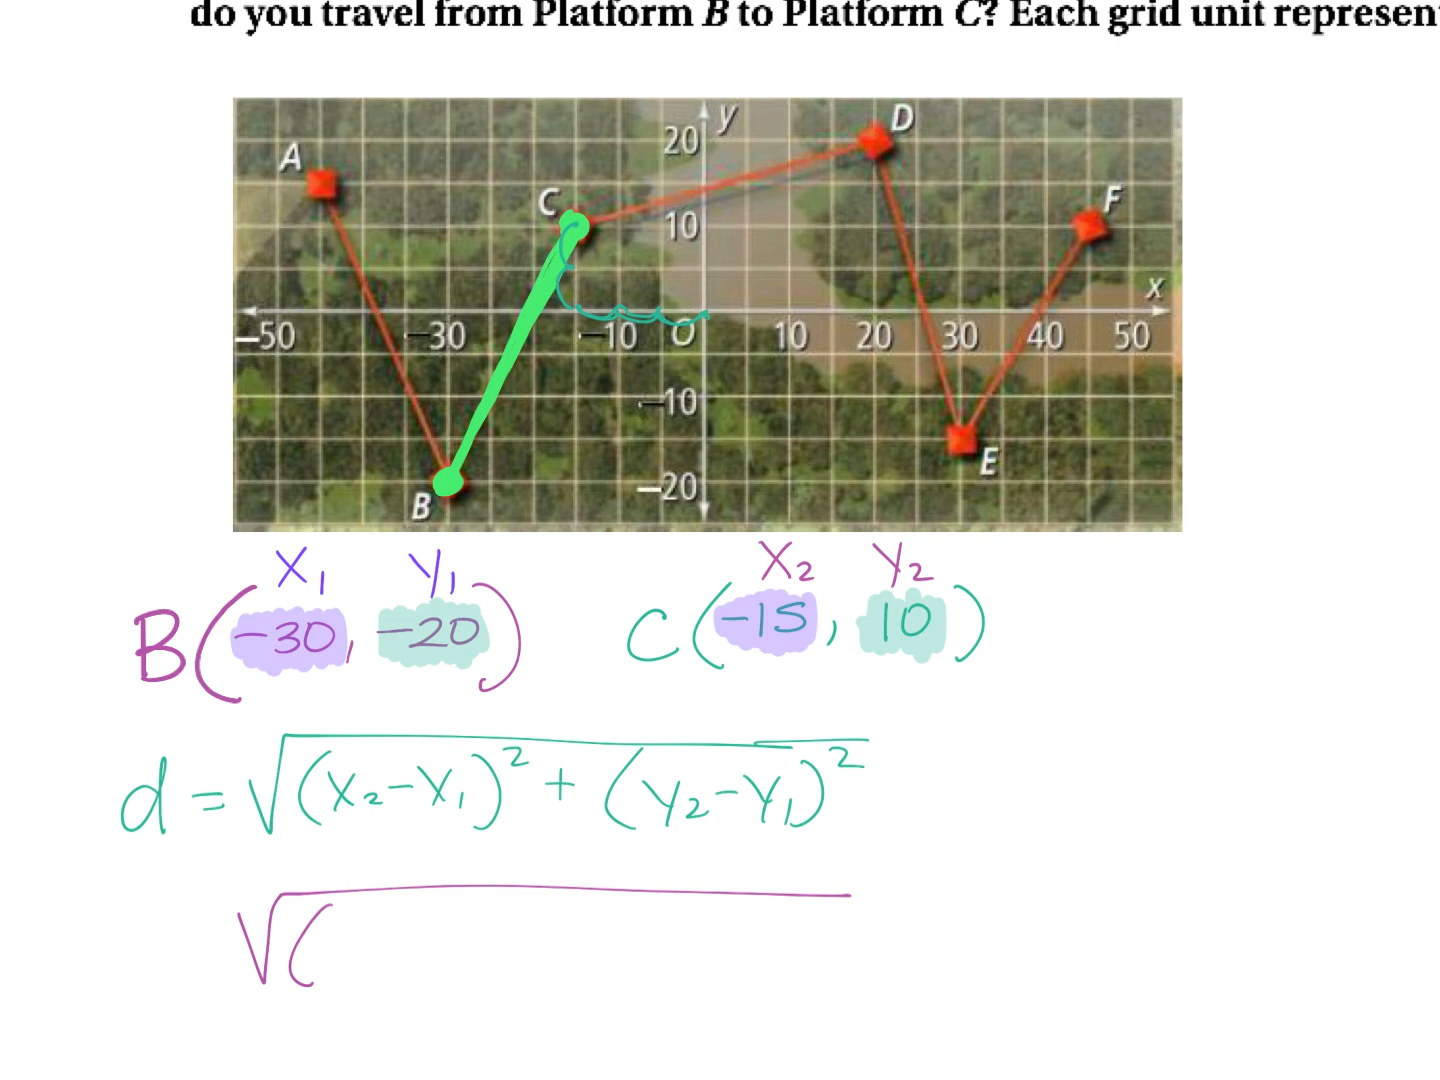 do you travel from Platform B to Platform C? Each grid unit represen
y
D
20
A
C
F
10
x
–50 –30 –10 O 10 20 30 40 50
–10
E
–20
B
X₁ Y₁ X₂ Y₂
B(-30, -20) C(-15, 10)
d = √(X₂-X₁)² + (Y₂-Y₁)²
√(